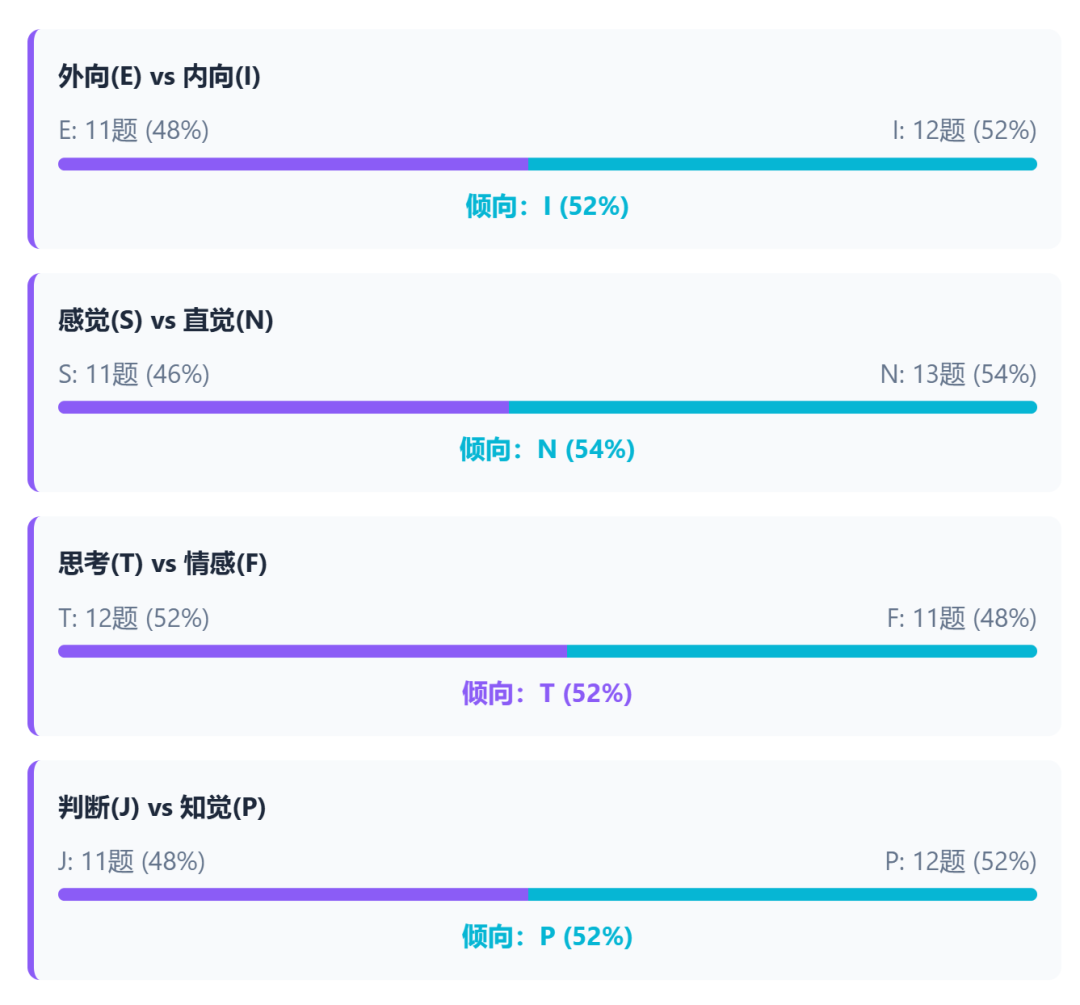 外向(E) vs 内向(I)
E: 11题 (48%) I: 12题 (52%)
倾向：I (52%)
感觉(S) vs 直觉(N)
S: 11题 (46%) N: 13题 (54%)
倾向：N (54%)
思考(T) vs 情感(F)
T: 12题 (52%) F: 11题 (48%)
倾向：T (52%)
判断(J) vs 知觉(P)
J: 11题 (48%) P: 12题 (52%)
倾向：P (52%)